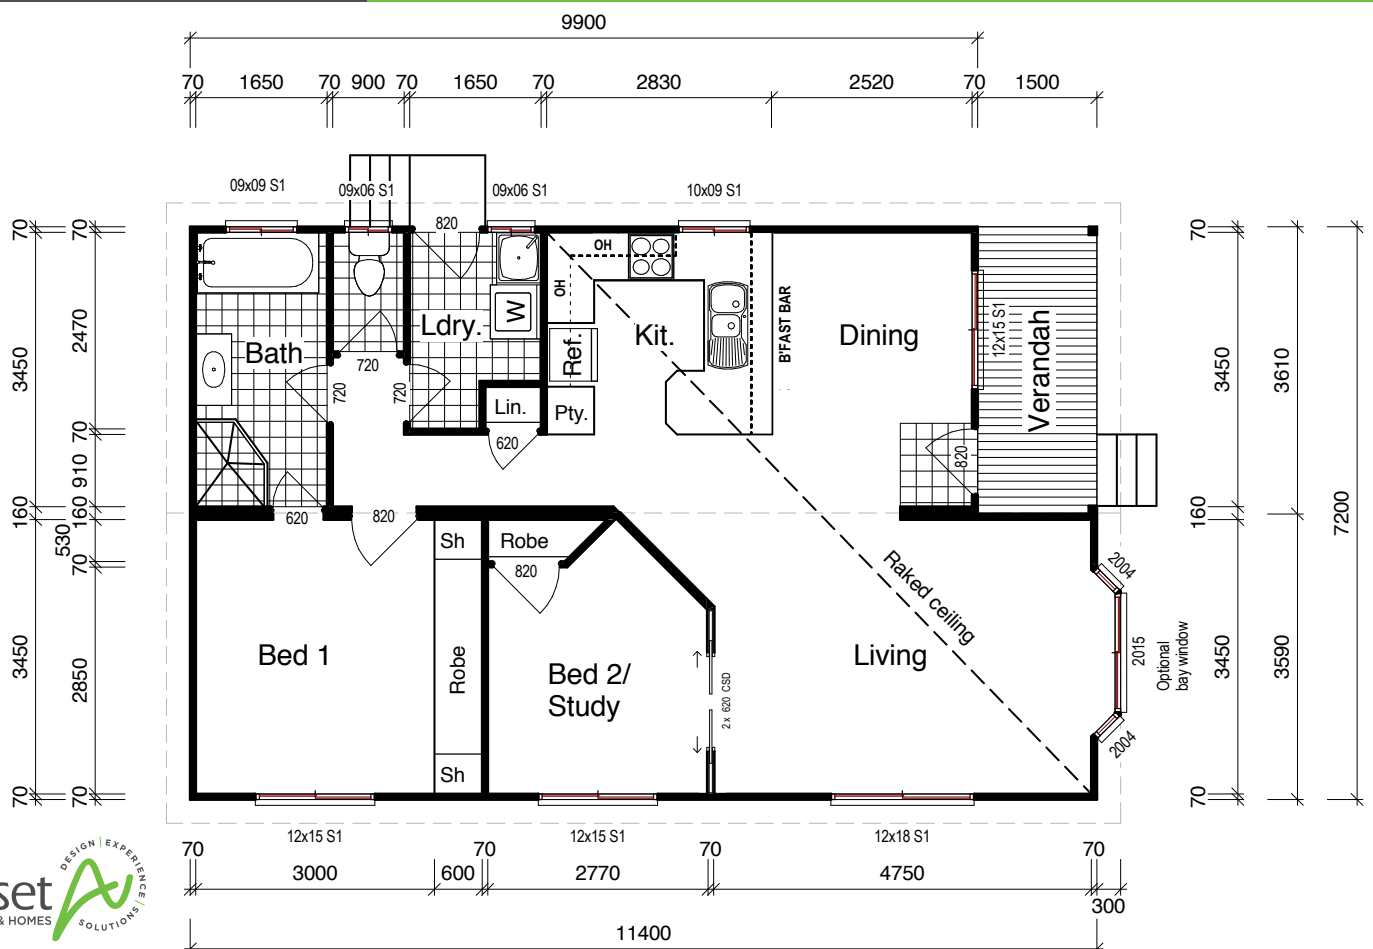 9900
70 1650 70 900 70 1650 70 2830 2520 70 1500
09x09 S1 09x06 S1 09x06 S1 10x09 S1
820
OH
OH
W
Ldry.
Bath
Kit.
Ref.
B'FAST BAR
Dining
12x15 S1
Verandah
720
720
720
Lin.
Pty.
620
820
620
820
Sh
Robe
820
Raked ceiling
2004
Bed 1
Robe
Bed 2/
Study
2 x 620 CSD
Living
2015
Optional
bay window
2004
Sh
12x15 S1 12x15 S1 12x18 S1
70 3450 160 3450 70
530
70 2470 70 910 160 70 2850 70
70 3450 160 3450 70
3610 3590
7200
70 70 70 70
3000 600 2770 4750
300
11400
DESIGN | EXPERIENCE | SOLUTIONS |
set
& HOMES